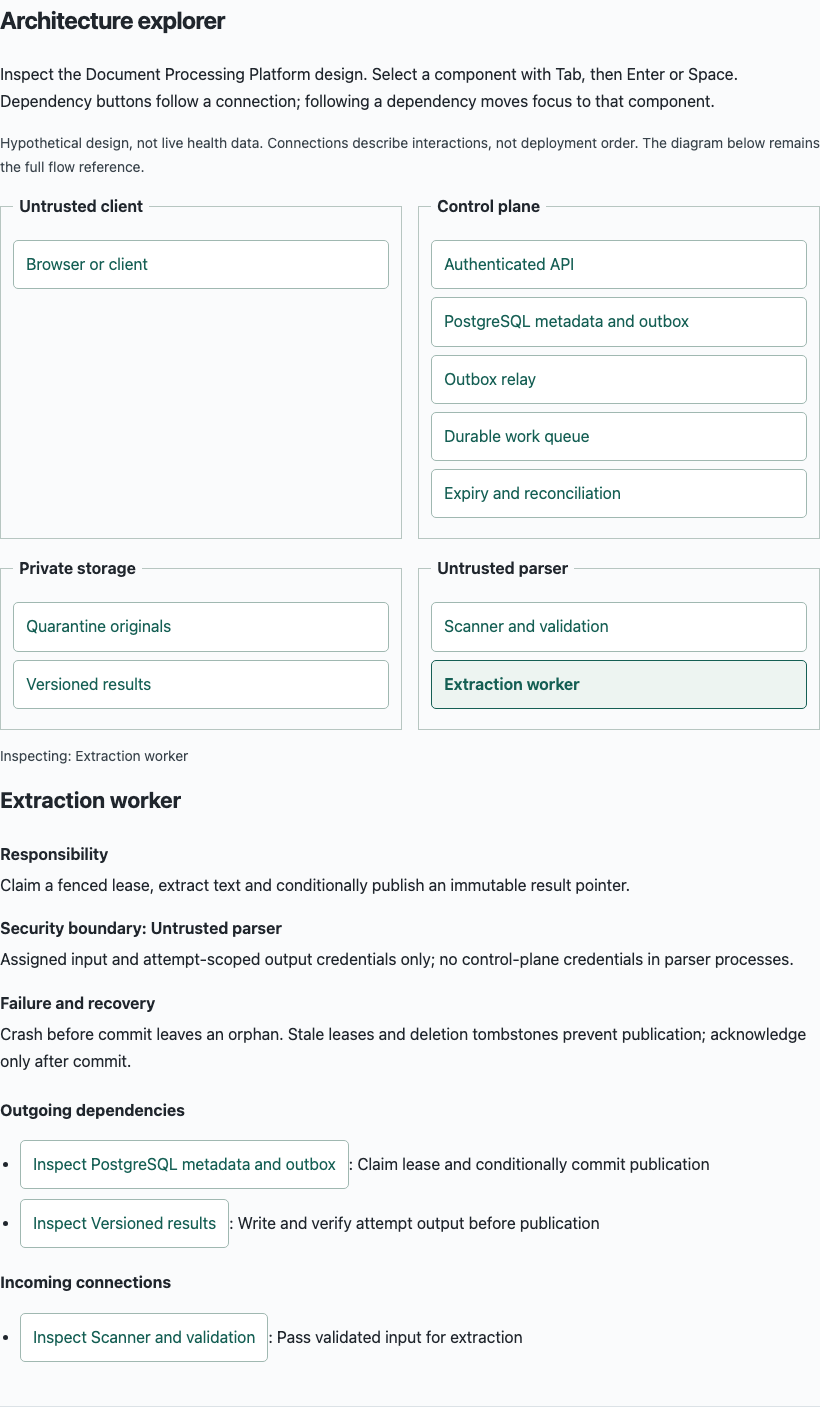 Architecture explorer
Inspect the Document Processing Platform design. Select a component with Tab, then Enter or Space.
Dependency buttons follow a connection; following a dependency moves focus to that component.
Hypothetical design, not live health data. Connections describe interactions, not deployment order. The diagram below remains
the full flow reference.
Untrusted client
Browser or client
Control plane
Authenticated API
PostgreSQL metadata and outbox
Outbox relay
Durable work queue
Expiry and reconciliation
Private storage
Quarantine originals
Versioned results
Untrusted parser
Scanner and validation
Extraction worker
Inspecting: Extraction worker
Extraction worker
Responsibility
Claim a fenced lease, extract text and conditionally publish an immutable result pointer.
Security boundary: Untrusted parser
Assigned input and attempt-scoped output credentials only; no control-plane credentials in parser processes.
Failure and recovery
Crash before commit leaves an orphan. Stale leases and deletion tombstones prevent publication; acknowledge
only after commit.
Outgoing dependencies
• Inspect PostgreSQL metadata and outbox : Claim lease and conditionally commit publication
• Inspect Versioned results : Write and verify attempt output before publication
Incoming connections
• Inspect Scanner and validation : Pass validated input for extraction